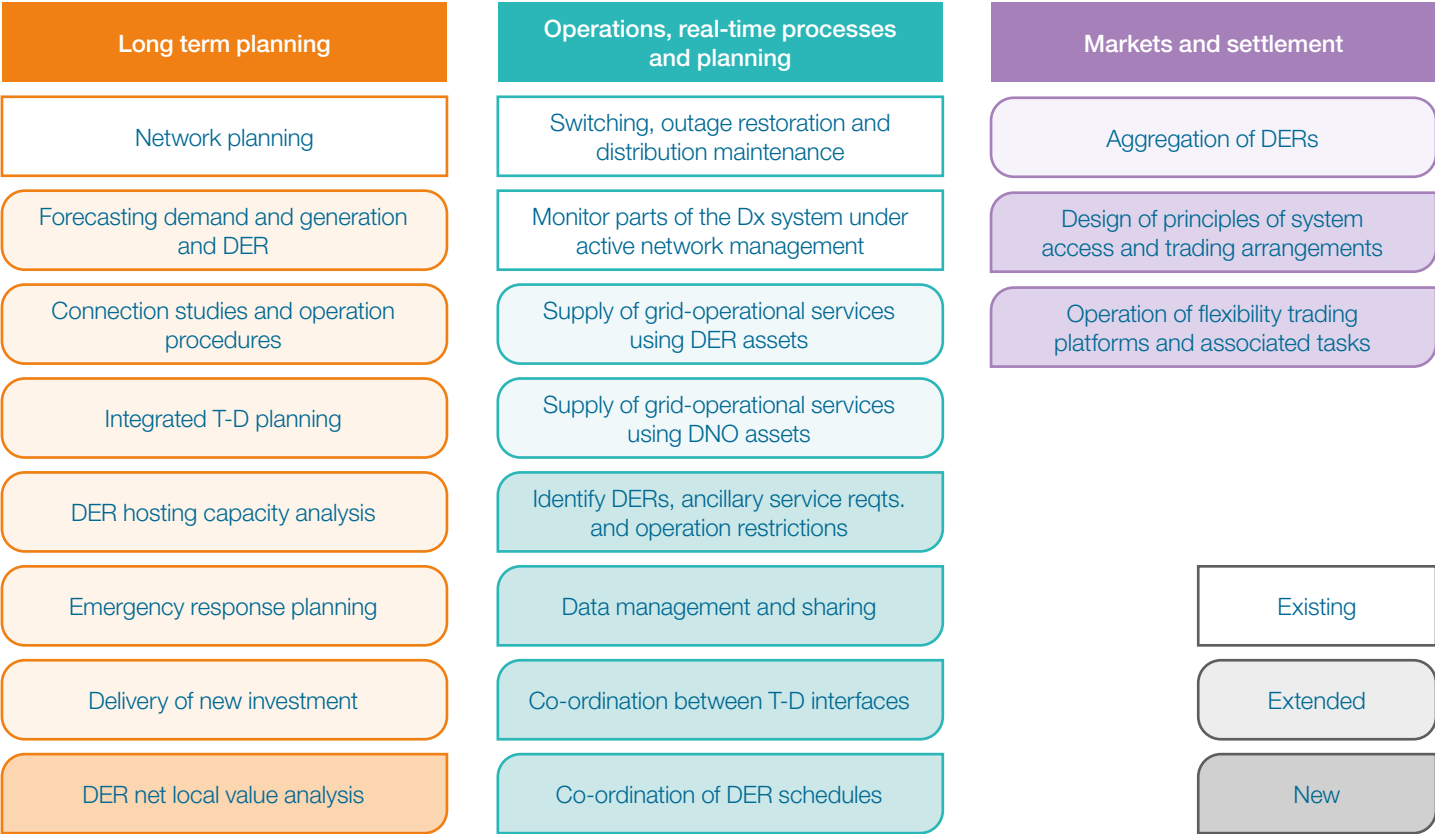 Long term planning
Network planning
Forecasting demand and generation
and DER
Connection studies and operation
procedures
Integrated T-D planning
DER hosting capacity analysis
Emergency response planning
Delivery of new investment
DER net local value analysis
Operations, real-time processes
and planning
Switching, outage restoration and
distribution maintenance
Monitor parts of the Dx system under
active network management
Supply of grid-operational services
using DER assets
Supply of grid-operational services
using DNO assets
Identify DERs, ancillary service reqts.
and operation restrictions
Data management and sharing
Co-ordination between T-D interfaces
Co-ordination of DER schedules
Markets and settlement
Aggregation of DERs
Design of principles of system
access and trading arrangements
Operation of flexibility trading
platforms and associated tasks
Existing
Extended
New